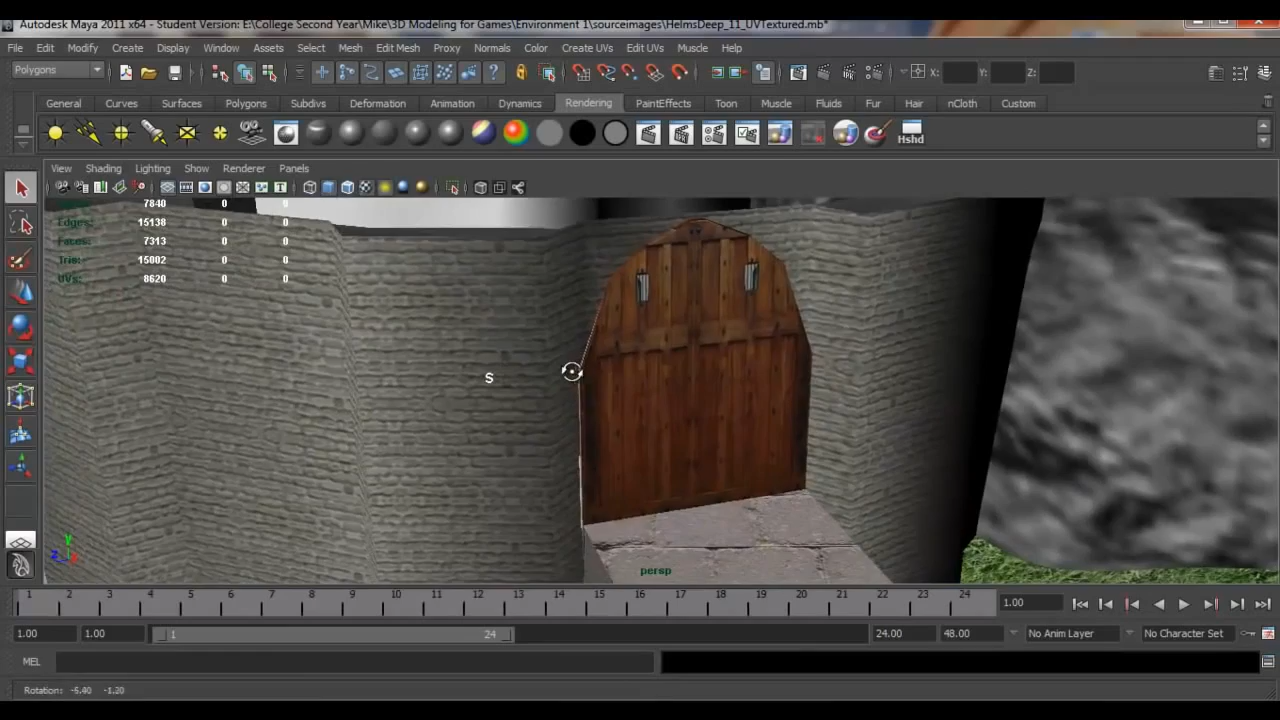 Autodesk Maya 2011 x64 - Student Version: E:\College Second Year\Mike\3D Modeling for Games\Environment 1\sourceimages\HelmsDeep_11_UVTextured.mb*
File Edit Modify Create Display Window Assets Select Mesh Edit Mesh Proxy Normals Color Create UVs Edit UVs Muscle Help
Polygons X: Y: Z:
General Curves Surfaces Polygons Subdivs Deformation Animation Dynamics Rendering PaintEffects Toon Muscle Fluids Fur Hair nCloth Custom
Hshd
View Shading Lighting Show Renderer Panels
7840 0 0
Edges: 15138 0 0
Faces: 7313 0 0
Tris: 15002 0 0
UVs: 8620 0 0
S
persp
1 2 3 4 5 6 7 8 9 10 11 12 13 14 15 16 17 18 19 20 21 22 23 24 1.00
1.00 1.00 1 24 24.00 48.00 No Anim Layer No Character Set
MEL
Rotation: -6.40 -1.20